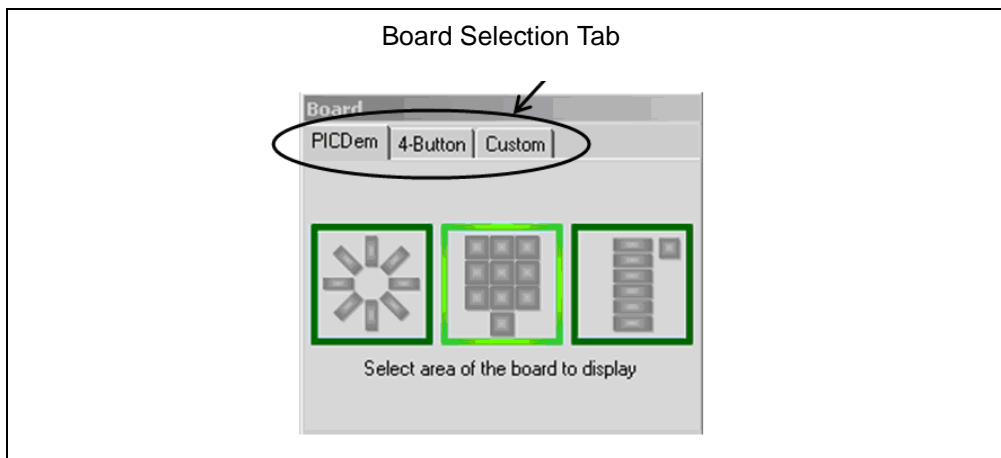 Board Selection Tab
Board
PICDem 4-Button Custom
Select area of the board to display